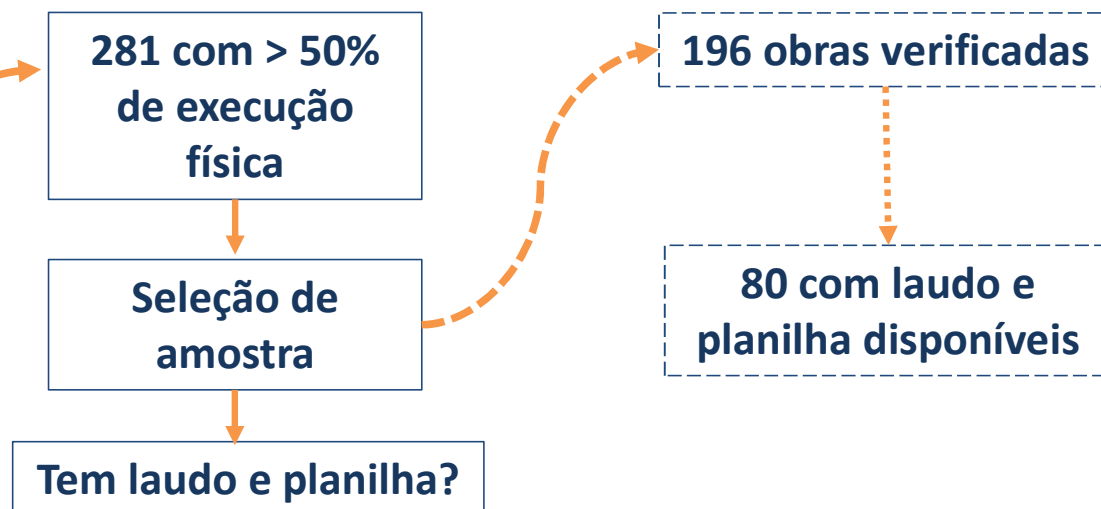 281 com > 50%
de execução
física
Seleção de
amostra
Tem laudo e planilha?
196 obras verificadas
80 com laudo e
planilha disponíveis